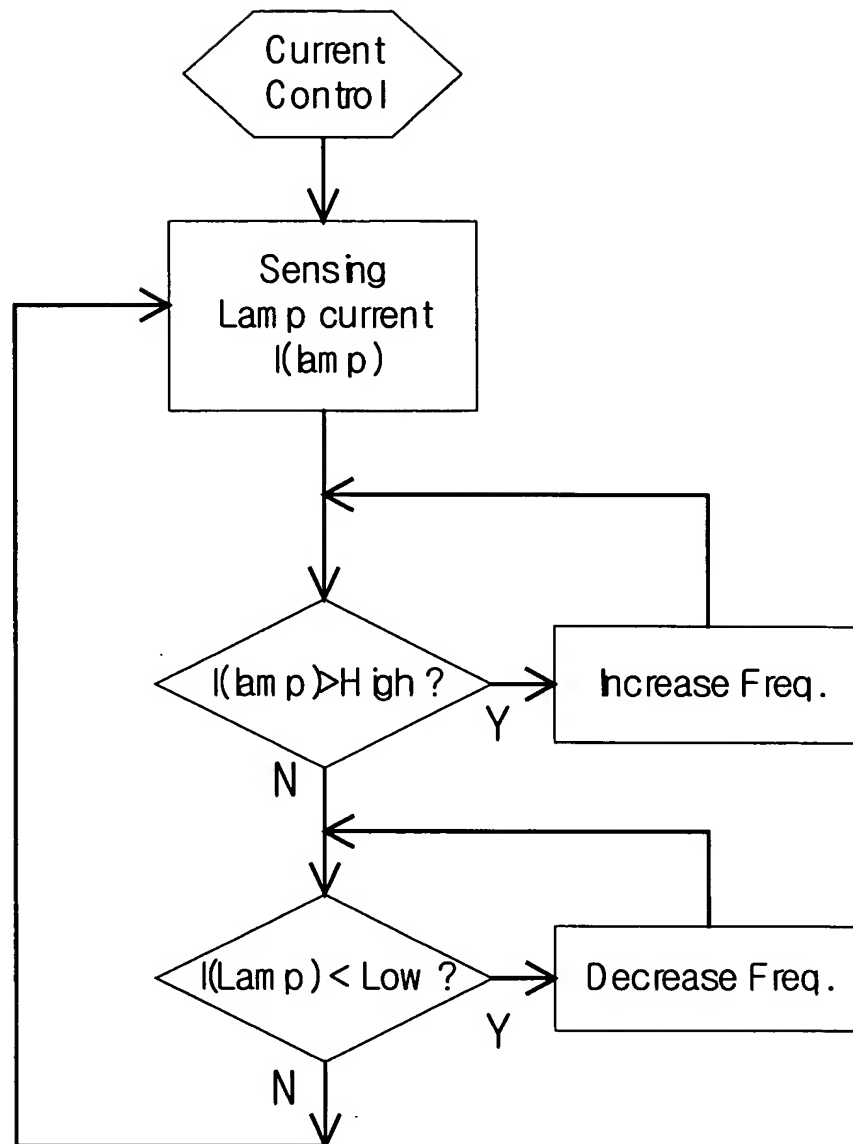 Current
Control
Sensing
Lamp current
I(lamp)
I(lamp)>High ?
Y
Increase Freq.
N
I(Lamp) < Low ?
Y
Decrease Freq.
N